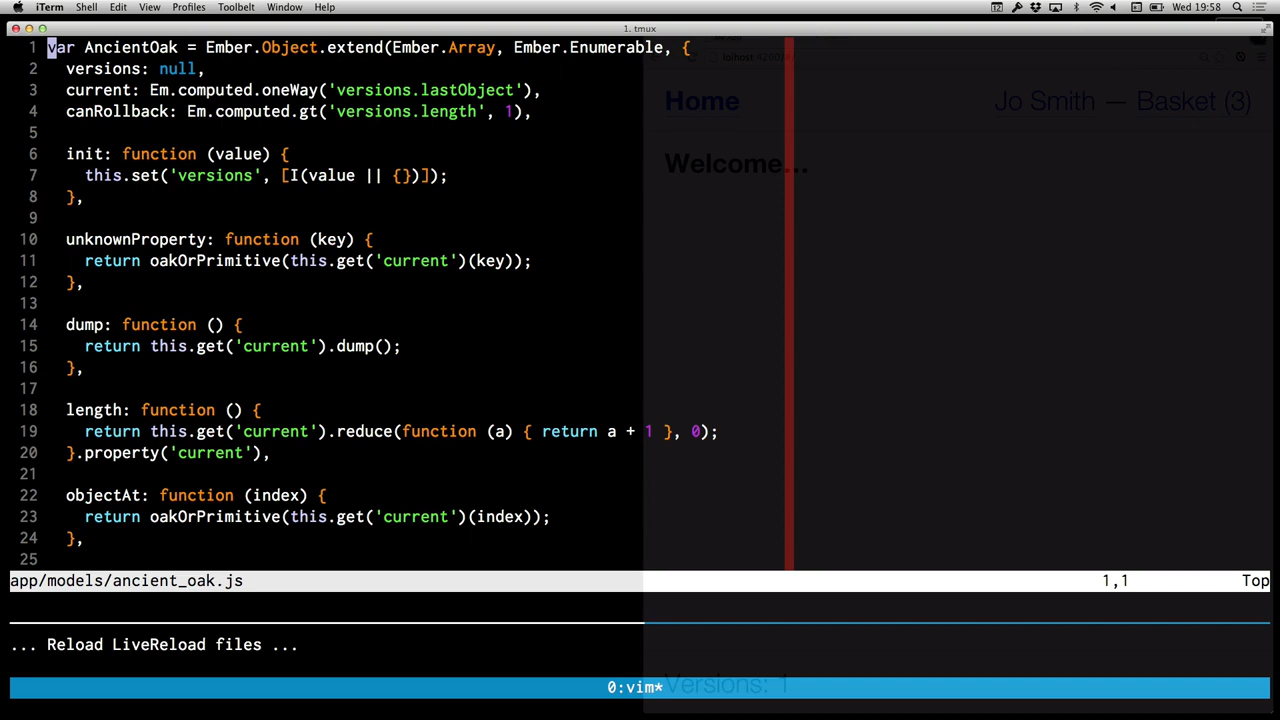 iTerm Shell Edit View Profiles Toolbelt Window Help 12 Wed 19:58
1. tmux
1 var AncientOak = Ember.Object.extend(Ember.Array, Ember.Enumerable, {
2 versions: null,
3 current: Em.computed.oneWay('versions.lastObject'),
4 canRollback: Em.computed.gt('versions.length', 1),
5
6 init: function (value) {
7 this.set('versions', [I(value || {})]);
8 },
9
10 unknownProperty: function (key) {
11 return oakOrPrimitive(this.get('current')(key));
12 },
13
14 dump: function () {
15 return this.get('current').dump();
16 },
17
18 length: function () {
19 return this.get('current').reduce(function (a) { return a + 1 }, 0);
20 }.property('current'),
21
22 objectAt: function (index) {
23 return oakOrPrimitive(this.get('current')(index));
24 },
25
app/models/ancient_oak.js 1,1 Top
... Reload LiveReload files ...
0:vim*
Home Jo Smith — Basket (3)
Welcome...
Versions: 1